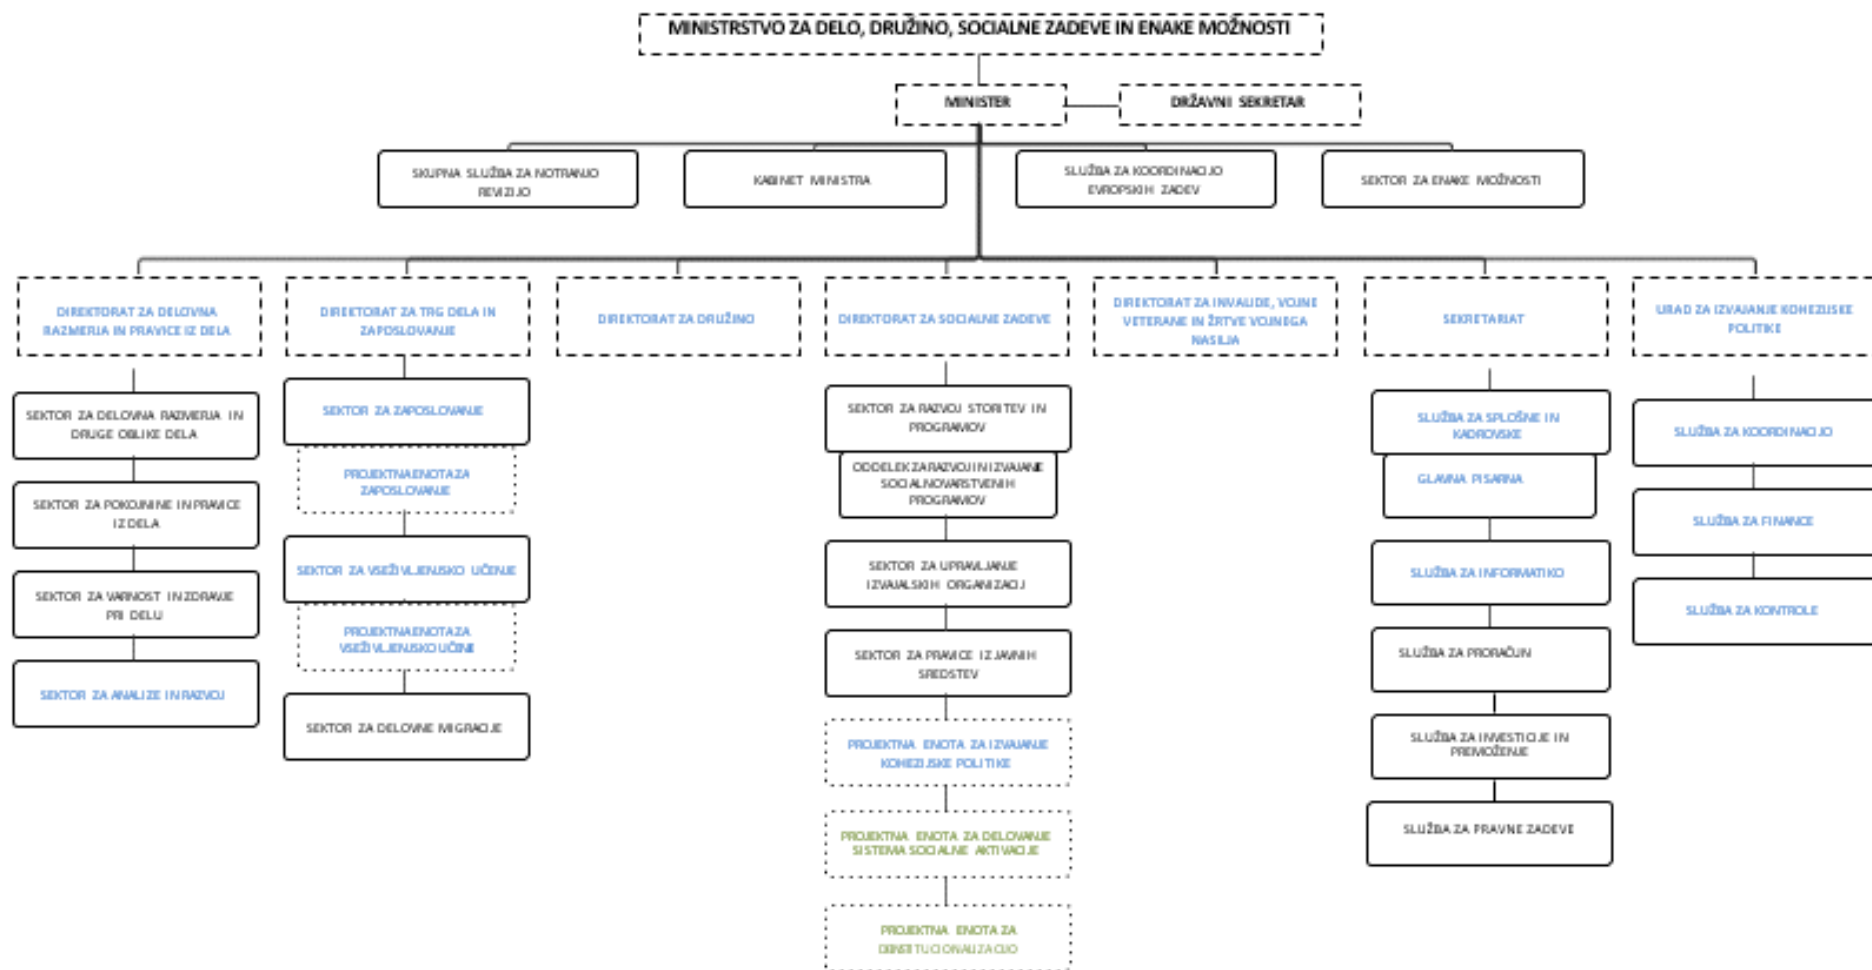 MINISTRSTVO ZA DELO, DRUŽINO, SOCIALNE ZADEVE IN ENAKE MOŽNOSTI
MINISTER
DRŽAVNI SEKRETAR
SKUPNA SLUŽBA ZA NOTRANJO
REVIZIJO
KABINET MINISTRA
SLUŽBA ZA KOORDINACIJO
EVROPSKIH ZADEV
SEKTOR ZA ENAKE MOŽNOSTI
DIREKTORAT ZA DELOVNA
RAZMERJA IN PRAVICE IZ DELA
DIREKTORAT ZA TRG DELA IN
ZAPOSLOVANJE
DIREKTORAT ZA DRUŽINO
DIREKTORAT ZA SOCIALNE ZADEVE
DIREKTORAT ZA INVALIDE, VOJNE
VETERANE IN ŽRTVE VOJNEGA
NASILJA
SEKRETARIAT
URAD ZA IZVAJANJE KOHEZIJSKE
POLITIKE
SEKTOR ZA DELOVNA RAZMERJA IN
DRUGE OBLIKE DELA
SEKTOR ZA POKOJNINE IN PRAVICE
IZ DELA
SEKTOR ZA VARNOST IN ZDRAVJE
PRI DELU
SEKTOR ZA ANALIZE IN RAZVOJ
SEKTOR ZA ZAPOSLOVANJE
PROJEKTNA ENOTA ZA
ZAPOSLOVANJE
SEKTOR ZA VSEŽIVLJENJSKO UČENJE
PROJEKTNA ENOTA ZA
VSEŽIVLJENJSKO UČENJE
SEKTOR ZA DELOVNE MIGRACIJE
SEKTOR ZA RAZVOJ STORITEV IN
PROGRAMOV
ODDELEK ZA RAZVOJ IN IZVAJANJE
SOCIALNOVARSTVENIH
PROGRAMOV
SEKTOR ZA UPRAVLJANJE
IZVAJALSKIH ORGANIZACIJ
SEKTOR ZA PRAVICE IZ JAVNIH
SREDSTEV
PROJEKTNA ENOTA ZA IZVAJANJE
KOHEZIJSKE POLITIKE
PROJEKTNA ENOTA ZA DELOVANJE
SISTEMA SOCIALNE AKTIVACIJE
PROJEKTNA ENOTA ZA
SLUŽBA ZA SPLOŠNE IN
KADROVSKE
GLAVNA PISARNA
SLUŽBA ZA INFORMATIKO
SLUŽBA ZA PRORAČUN
SLUŽBA ZA INVESTICIJE IN
PREMOŽENJE
SLUŽBA ZA PRAVNE ZADEVE
SLUŽBA ZA KOORDINACIJO
SLUŽBA ZA FINANCE
SLUŽBA ZA KONTROLE